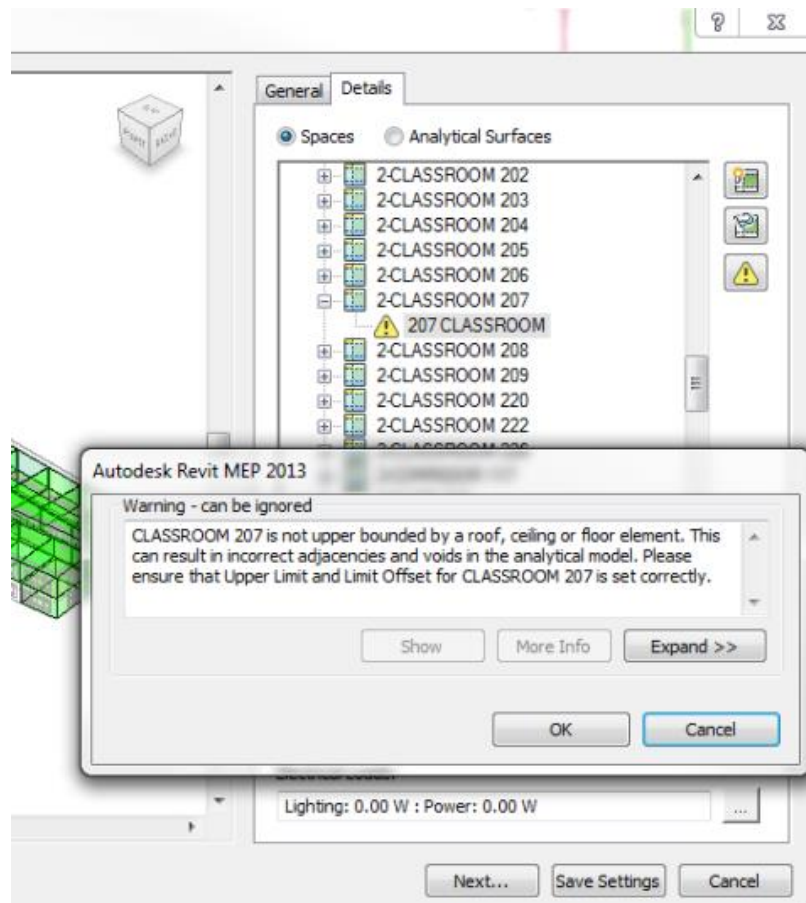 General
Details
Spaces
Analytical Surfaces
2-CLASSROOM 202
2-CLASSROOM 203
2-CLASSROOM 204
2-CLASSROOM 205
2-CLASSROOM 206
2-CLASSROOM 207
207 CLASSROOM
2-CLASSROOM 208
2-CLASSROOM 209
2-CLASSROOM 220
2-CLASSROOM 222
Autodesk Revit MEP 2013
Warning - can be ignored
CLASSROOM 207 is not upper bounded by a roof, ceiling or floor element. This
can result in incorrect adjacencies and voids in the analytical model. Please
ensure that Upper Limit and Limit Offset for CLASSROOM 207 is set correctly.
Show
More Info
Expand >>
OK
Cancel
Lighting: 0.00 W : Power: 0.00 W
...
Next...
Save Settings
Cancel